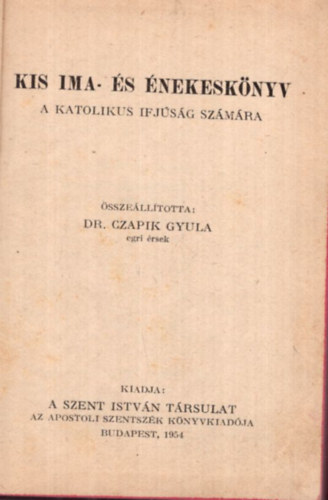 KIS IMA- ÉS ÉNEKESKÖNYV
A KATOLIKUS IFJÚSÁG SZÁMÁRA
ÖSSZEÁLLÍTOTTA:
DR. CZAPIK GYULA
egri érsek
KIADJA:
A SZENT ISTVÁN TÁRSULAT
AZ APOSTOLI SZENTSZÉK KÖNYVKIADÓJA
BUDAPEST, 1954